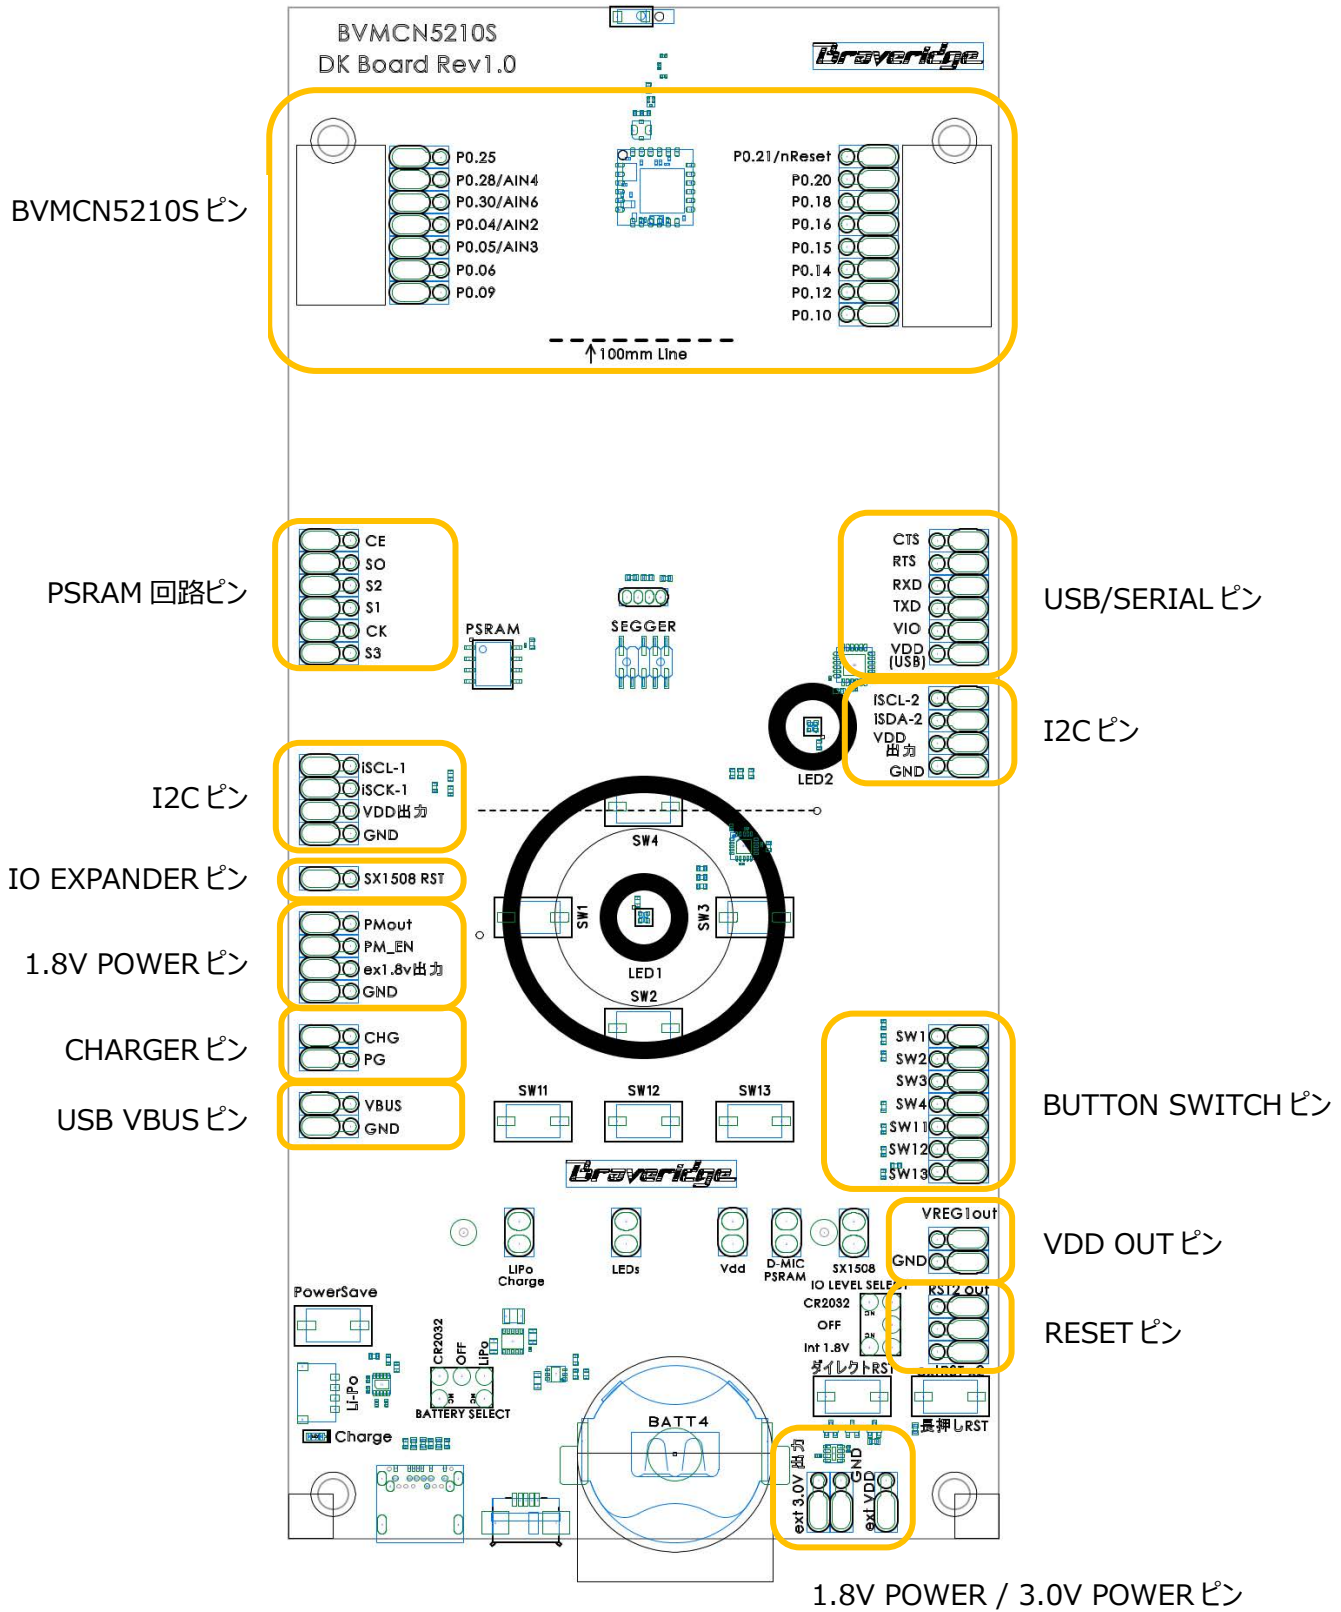 BVMCN5210S
DK Board Rev1.0
Braveridge
BVMCN5210S ピン
P0.25
P0.28/AIN4
P0.30/AIN6
P0.04/AIN2
P0.05/AIN3
P0.06
P0.09
P0.21/nReset
P0.20
P0.18
P0.16
P0.15
P0.14
P0.12
P0.10
↑100mm Line
PSRAM 回路ピン
CE
SO
S2
S1
CK
S3
PSRAM
SEGGER
CTS
RTS
RXD
TXD
VIO
VDD
(USB)
USB/SERIAL ピン
iSCL-2
iSDA-2
VDD
出力
GND
I2C ピン
LED2
I2C ピン
iSCL-1
iSCK-1
VDD出力
GND
IO EXPANDER ピン
SX1508 RST
1.8V POWER ピン
PMout
PM_EN
ex1.8v出力
GND
CHARGER ピン
CHG
PG
USB VBUS ピン
VBUS
GND
SW4
SW1
SW3
LED1
SW2
SW11
SW12
SW13
SW1
SW2
SW3
SW4
SW11
SW12
SW13
BUTTON SWITCH ピン
Braveridge
VREG1out
GND
VDD OUT ピン
LiPo
Charge
LEDs
Vdd
D-MIC
PSRAM
SX1508
IO LEVEL SELECT
CR2032
OFF
Int 1.8V
RST2 out
RESET ピン
PowerSave
Li-Po
Charge
CR2032
OFF
LiPo
BATTERY SELECT
BATT4
ダイレクトRST
長押しRST
ext 3.0V 出力
GND
ext VDD
1.8V POWER / 3.0V POWER ピン